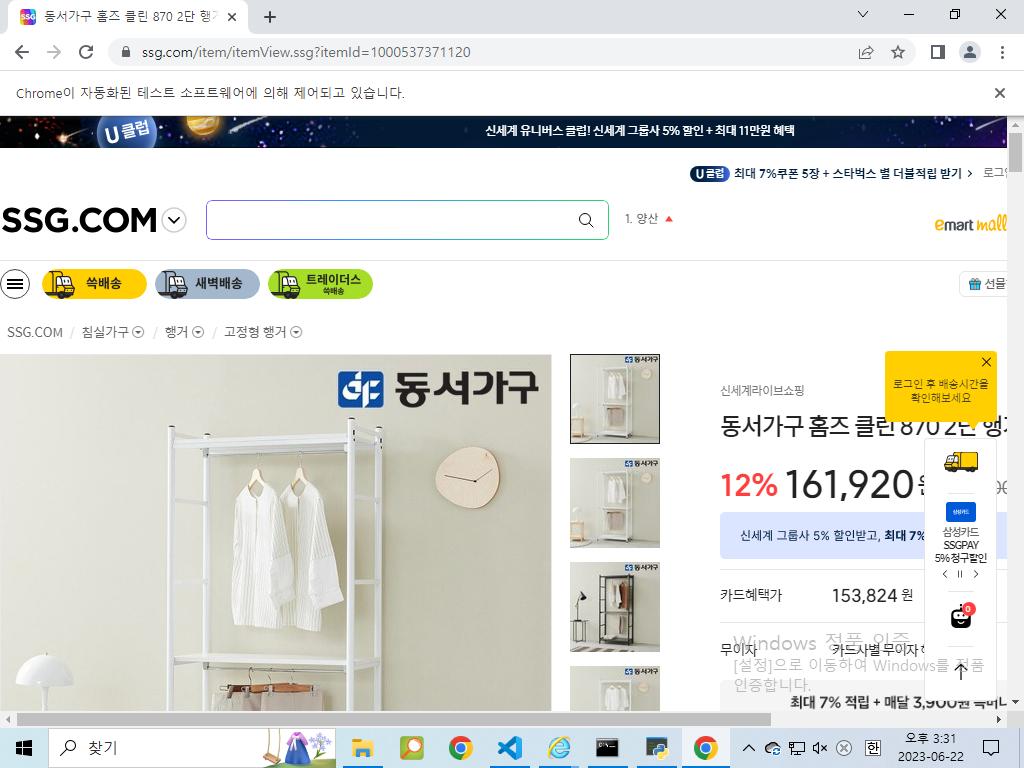 동서가구 홈즈 클린 870 2단 행거
ssg.com/item/itemView.ssg?itemId=1000537371120
Chrome이 자동화된 테스트 소프트웨어에 의해 제어되고 있습니다.
U클럽
신세계 유니버스 클럽! 신세계 그룹사 5% 할인 + 최대 11만원 혜택
U클럽 최대 7%쿠폰 5장 + 스타벅스 별 더블적립 받기 >
SSG.COM
1. 양산
emart mall
쓱배송
새벽배송
트레이더스
쓱배송
선물
SSG.COM / 침실가구 / 행거 / 고정형 행거
동서가구
로그인 후 배송시간을
확인해보세요
신세계라이브쇼핑
동서가구 홈즈 클린 870 2단 행거
12% 161,920원
신세계 그룹사 5% 할인받고, 최대 7%
삼성카드
삼성카드
SSGPAY
5% 청구할인
카드혜택가 153,824 원
0
무이자 카드사별 무이자
Windows 정품 인증
[설정]으로 이동하여 Windows를 정품
인증합니다.
최대 7% 적립 + 매달 3,900원
찾기
오후 3:31
한
2023-06-22